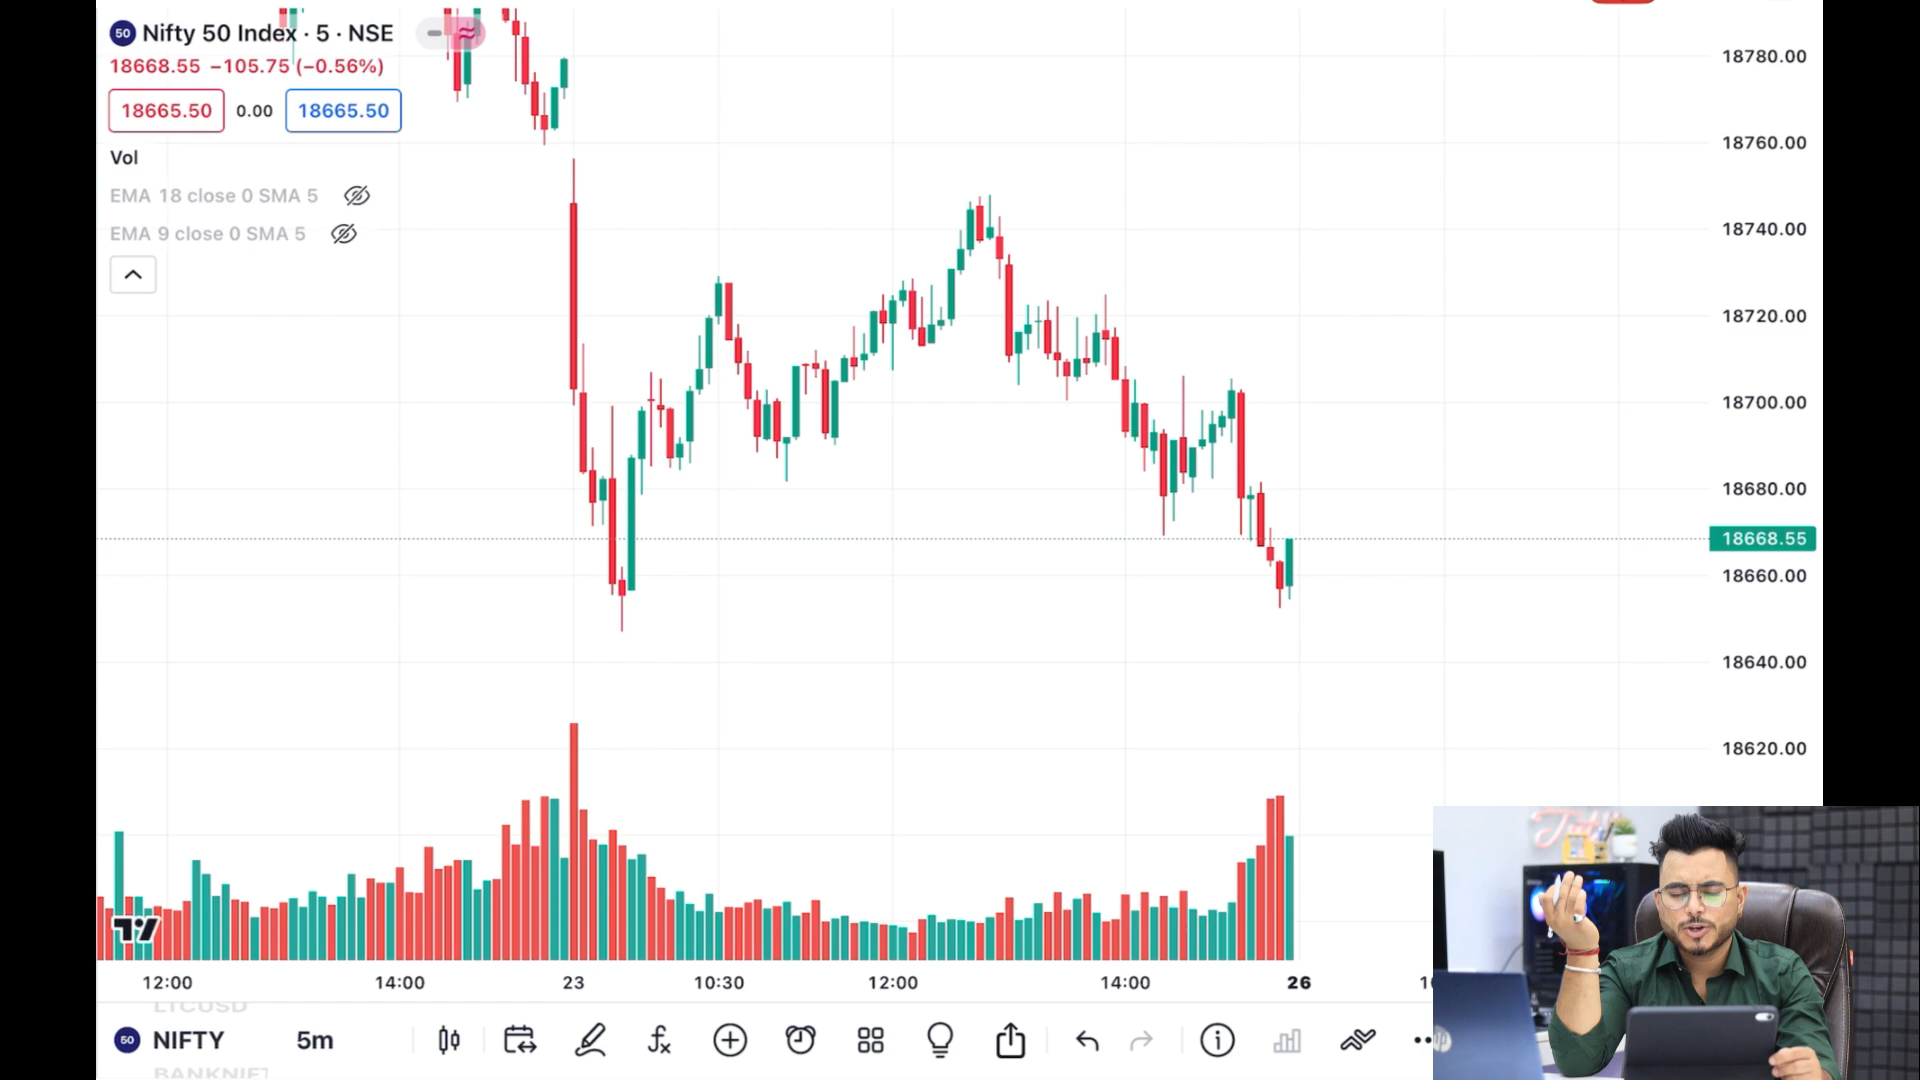 50 Nifty 50 Index · 5 · NSE
18668.55 −105.75 (−0.56%)
18665.50 0.00 18665.50
Vol
EMA 18 close 0 SMA 5
EMA 9 close 0 SMA 5
18780.00
18760.00
18740.00
18720.00
18700.00
18680.00
18668.55
18660.00
18640.00
18620.00
12:00 14:00 23 10:30 12:00 14:00 26
LTCUSD
50 NIFTY 5m